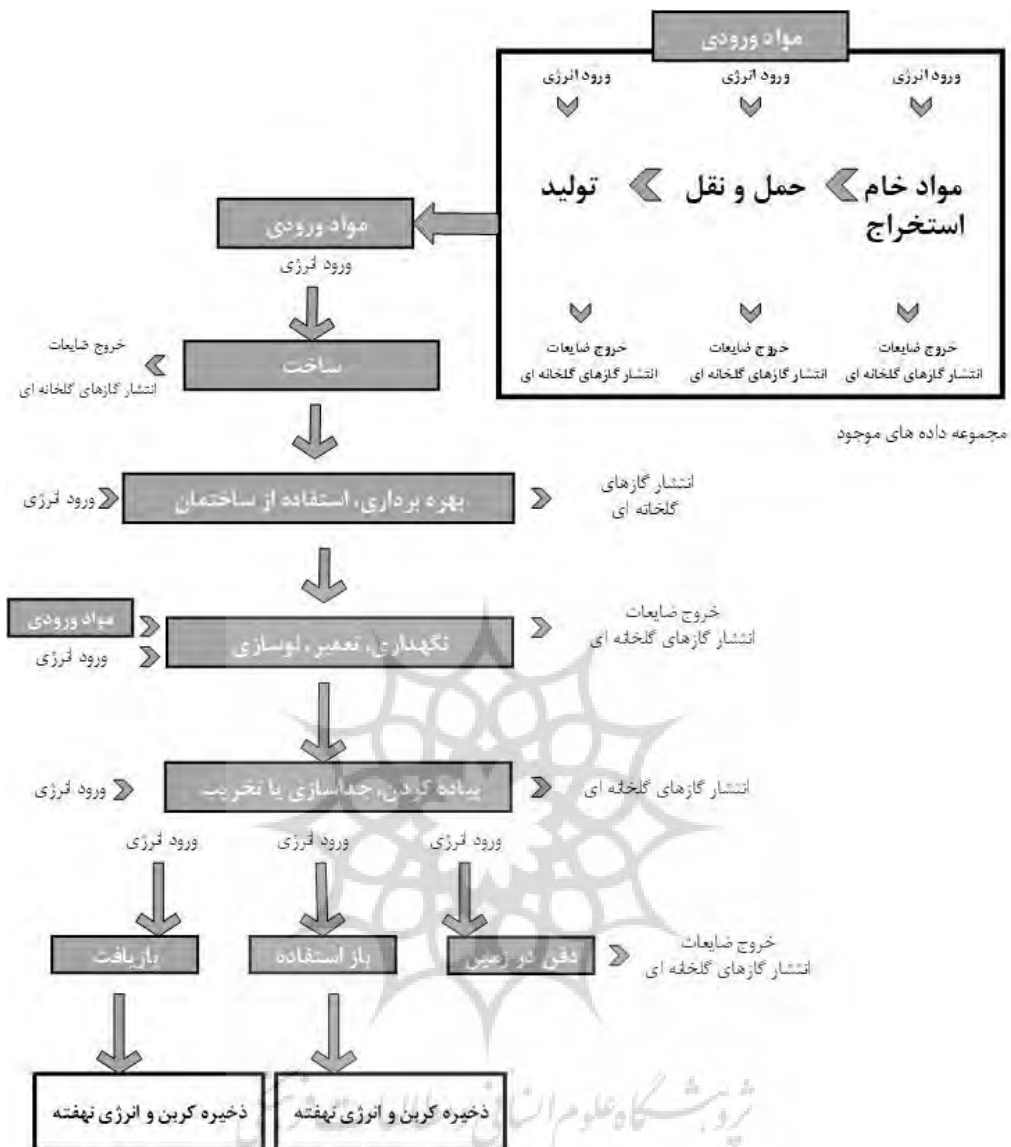 مواد ورودی
ورود انرژی
ورود انرژی
ورود انرژی
مواد خام
استخراج
حمل و نقل
تولید
خروج ضایعات
انتشار گازهای گلخانه ای
خروج ضایعات
انتشار گازهای گلخانه ای
خروج ضایعات
انتشار گازهای گلخانه ای
مجموعه داده های موجود
مواد ورودی
ورود انرژی
ساخت
خروج ضایعات
انتشار گازهای گلخانه ای
بهره برداری، استفاده از ساختمان
ورود انرژی
انتشار گازهای
گلخانه ای
مواد ورودی
ورود انرژی
نگهداری، تعمیر، نوسازی
خروج ضایعات
انتشار گازهای گلخانه ای
پیاده کردن، جداسازی یا تخریب
ورود انرژی
انتشار گازهای گلخانه ای
ورود انرژی
ورود انرژی
ورود انرژی
دفن در زمین
باز استفاده
بازیافت
خروج ضایعات
انتشار گازهای گلخانه ای
ذخیره کربن و انرژی نهفته
ذخیره کربن و انرژی نهفته
پژوهشگاه علوم انسانی و مطالعات فرهنگی